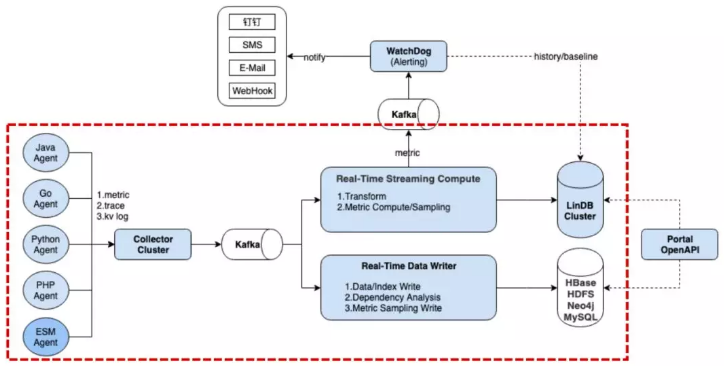 钉钉
SMS
E-Mail
WebHook
notify
WatchDog
(Alerting)
history/baseline
Kafka
metric
Java
Agent
Go
Agent
Python
Agent
PHP
Agent
ESM
Agent
1.metric
2.trace
3.kv log
Collector
Cluster
Kafka
Real-Time Streaming Compute
1.Transform
2.Metric Compute/Sampling
Real-Time Data Writer
1.Data/Index Write
2.Dependency Analysis
3.Metric Sampling Write
LinDB
Cluster
HBase
HDFS
Neo4j
MySQL
Portal
OpenAPI